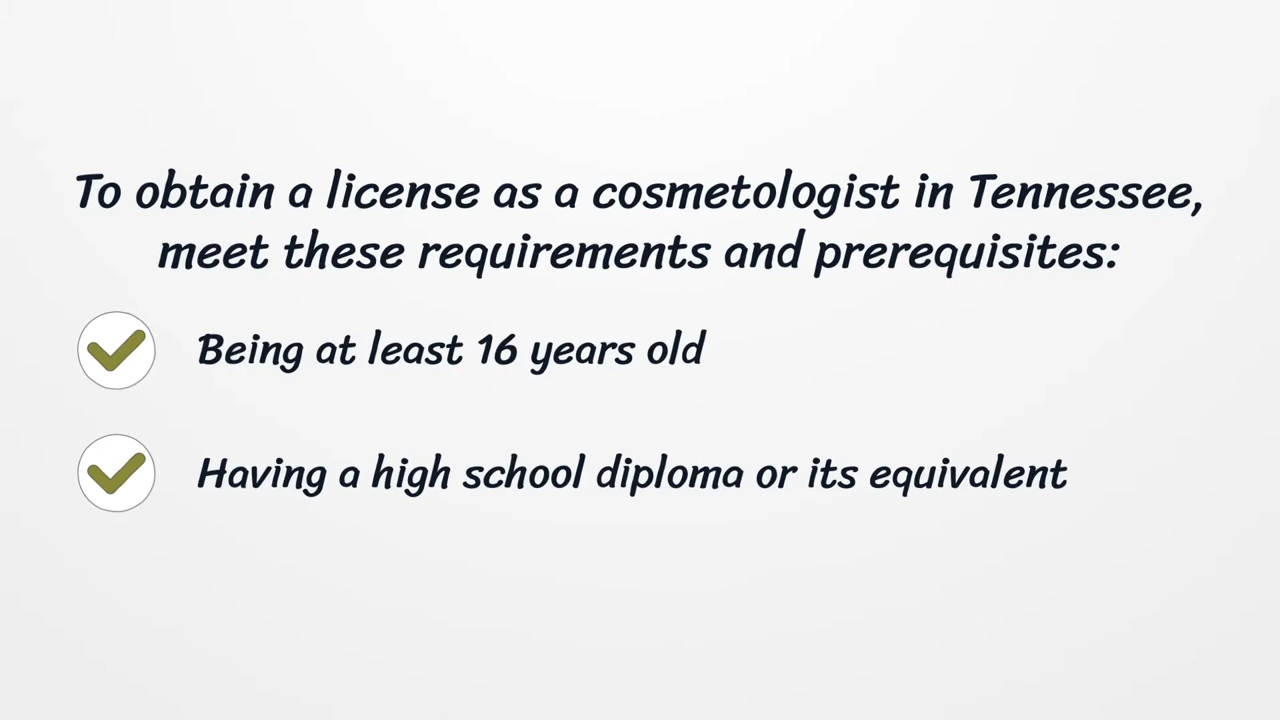 To obtain a license as a cosmetologist in Tennessee,
meet these requirements and prerequisites:
Being at least 16 years old
Having a high school diploma or its equivalent